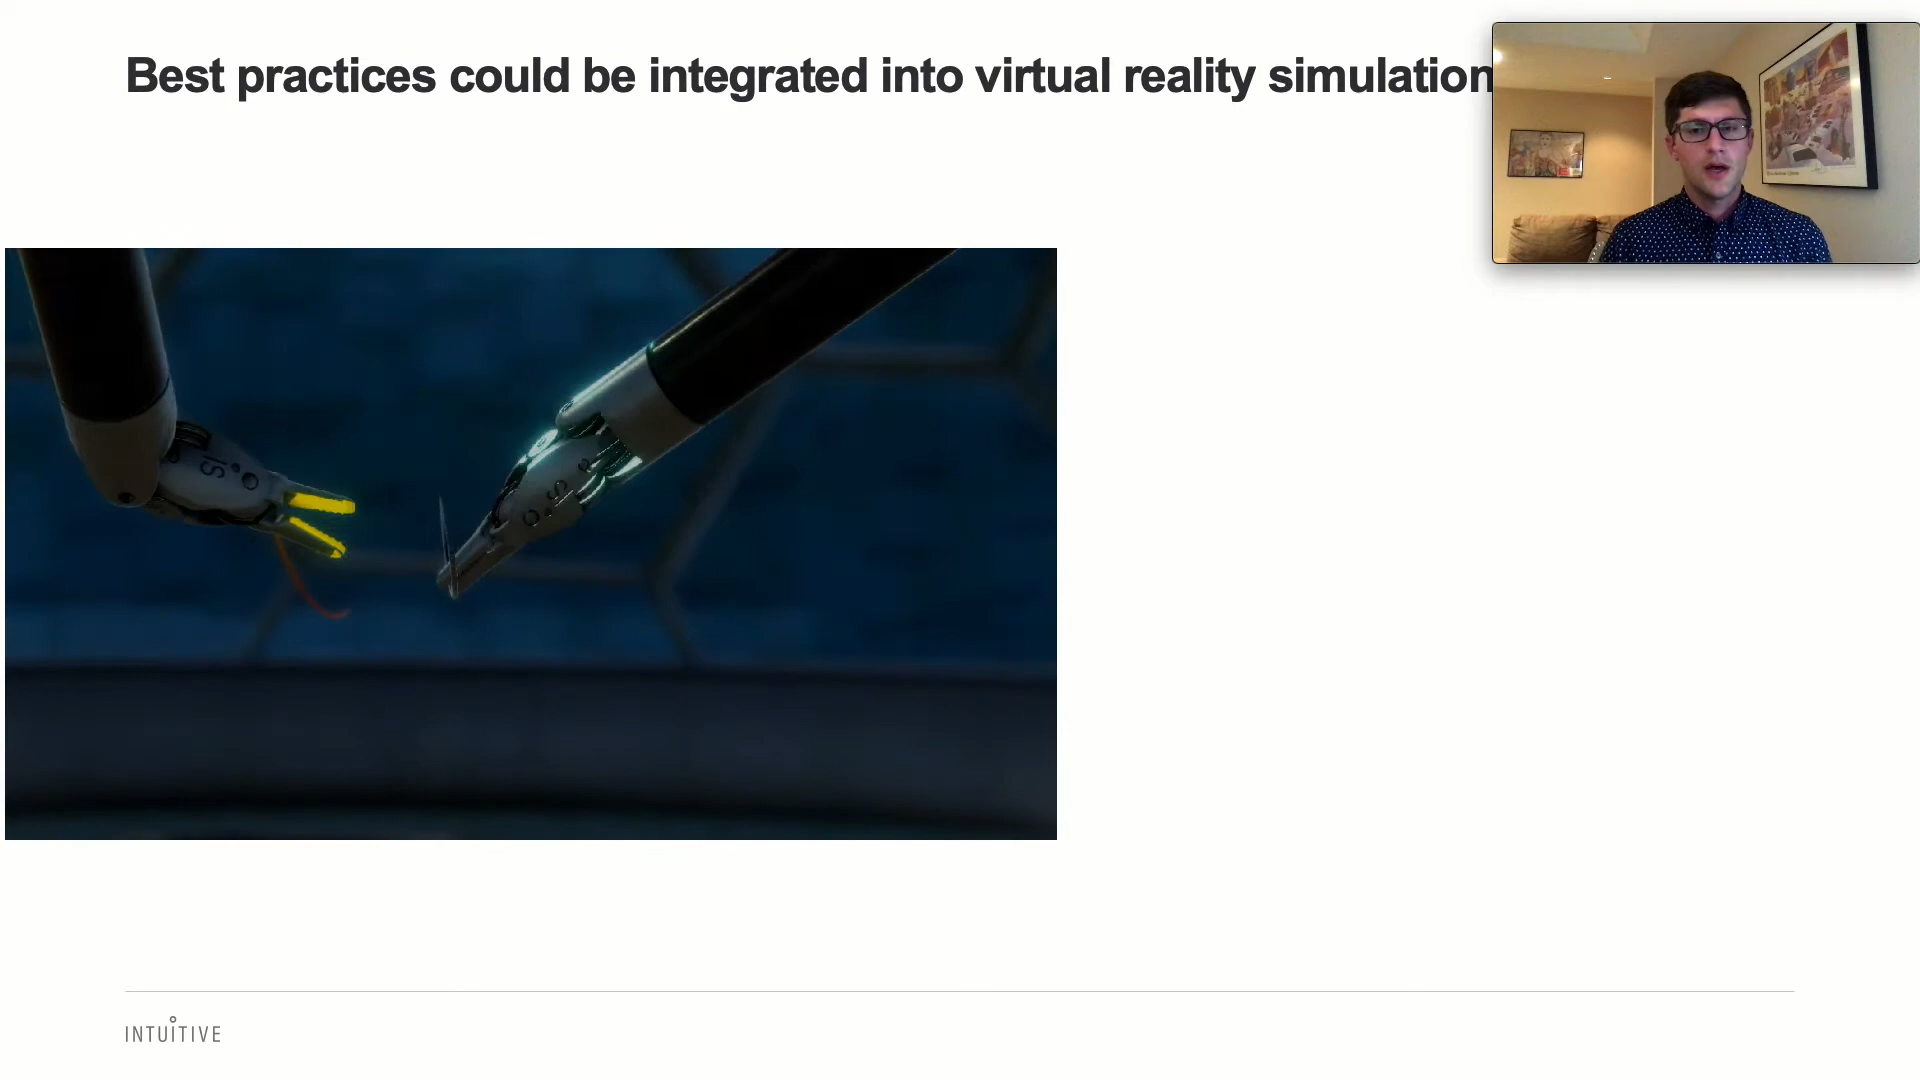 Best practices could be integrated into virtual reality simulation
INTUITIVE